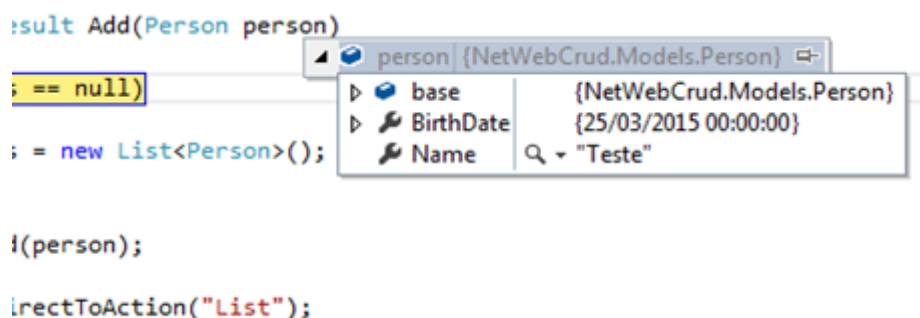 esult Add(Person person)
person {NetWebCrud.Models.Person}
s == null)
base {NetWebCrud.Models.Person}
BirthDate {25/03/2015 00:00:00}
s = new List<Person>();
Name "Teste"
d(person);
irectToAction("List");